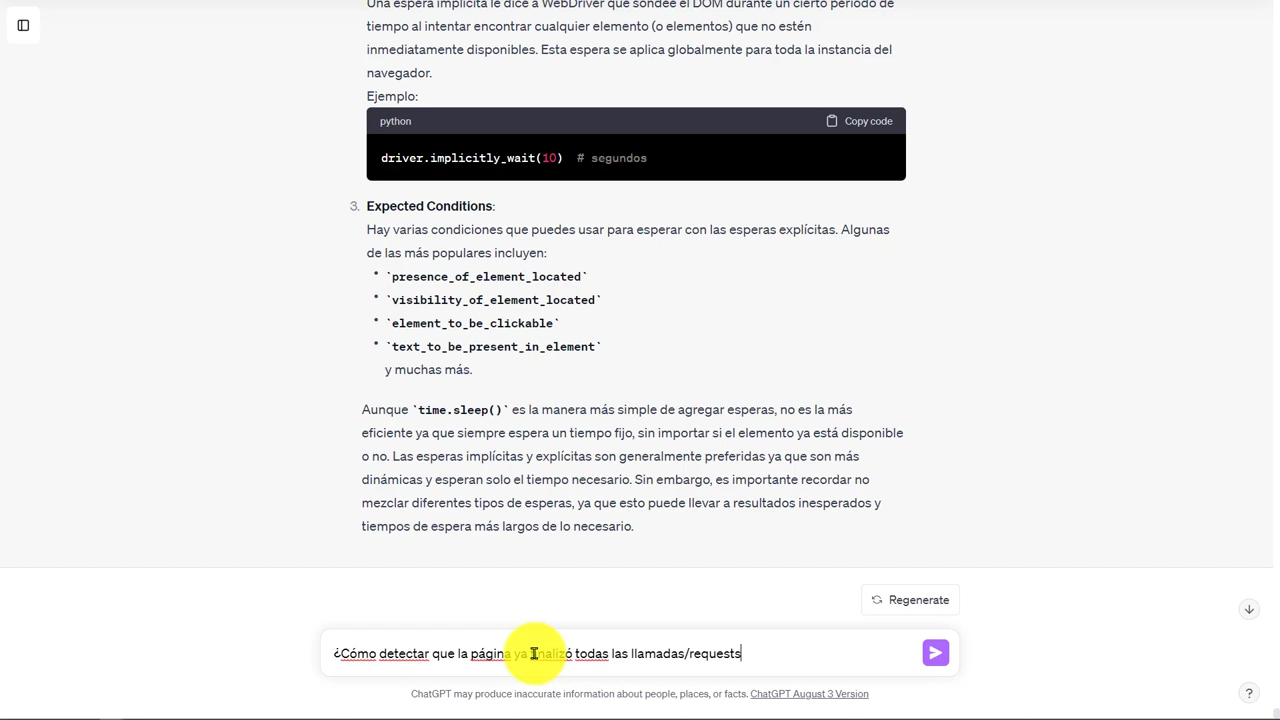 Una espera implícita le dice a WebDriver que sondee el DOM durante un cierto período de
tiempo al intentar encontrar cualquier elemento (o elementos) que no estén
inmediatamente disponibles. Esta espera se aplica globalmente para toda la instancia del
navegador.
Ejemplo:
python
Copy code
driver.implicitly_wait(10) # segundos
3. Expected Conditions:
Hay varias condiciones que puedes usar para esperar con las esperas explícitas. Algunas
de las más populares incluyen:
• `presence_of_element_located`
• `visibility_of_element_located`
• `element_to_be_clickable`
• `text_to_be_present_in_element`
y muchas más.
Aunque `time.sleep()` es la manera más simple de agregar esperas, no es la más
eficiente ya que siempre espera un tiempo fijo, sin importar si el elemento ya está disponible
o no. Las esperas implícitas y explícitas son generalmente preferidas ya que son más
dinámicas y esperan solo el tiempo necesario. Sin embargo, es importante recordar no
mezclar diferentes tipos de esperas, ya que esto puede llevar a resultados inesperados y
tiempos de espera más largos de lo necesario.
Regenerate
¿Cómo detectar que la página ya finalizó todas las llamadas/requests
ChatGPT may produce inaccurate information about people, places, or facts. ChatGPT August 3 Version
?